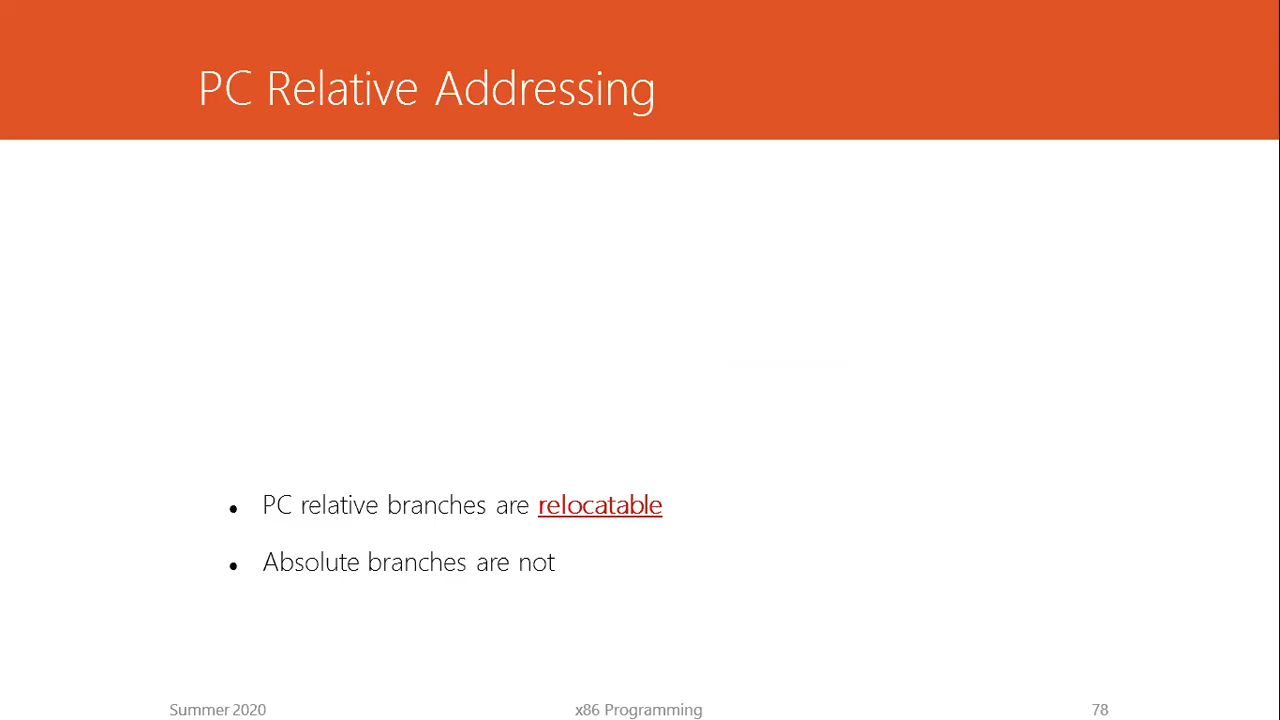 PC Relative Addressing
• PC relative branches are relocatable
• Absolute branches are not
Summer 2020 x86 Programming 78